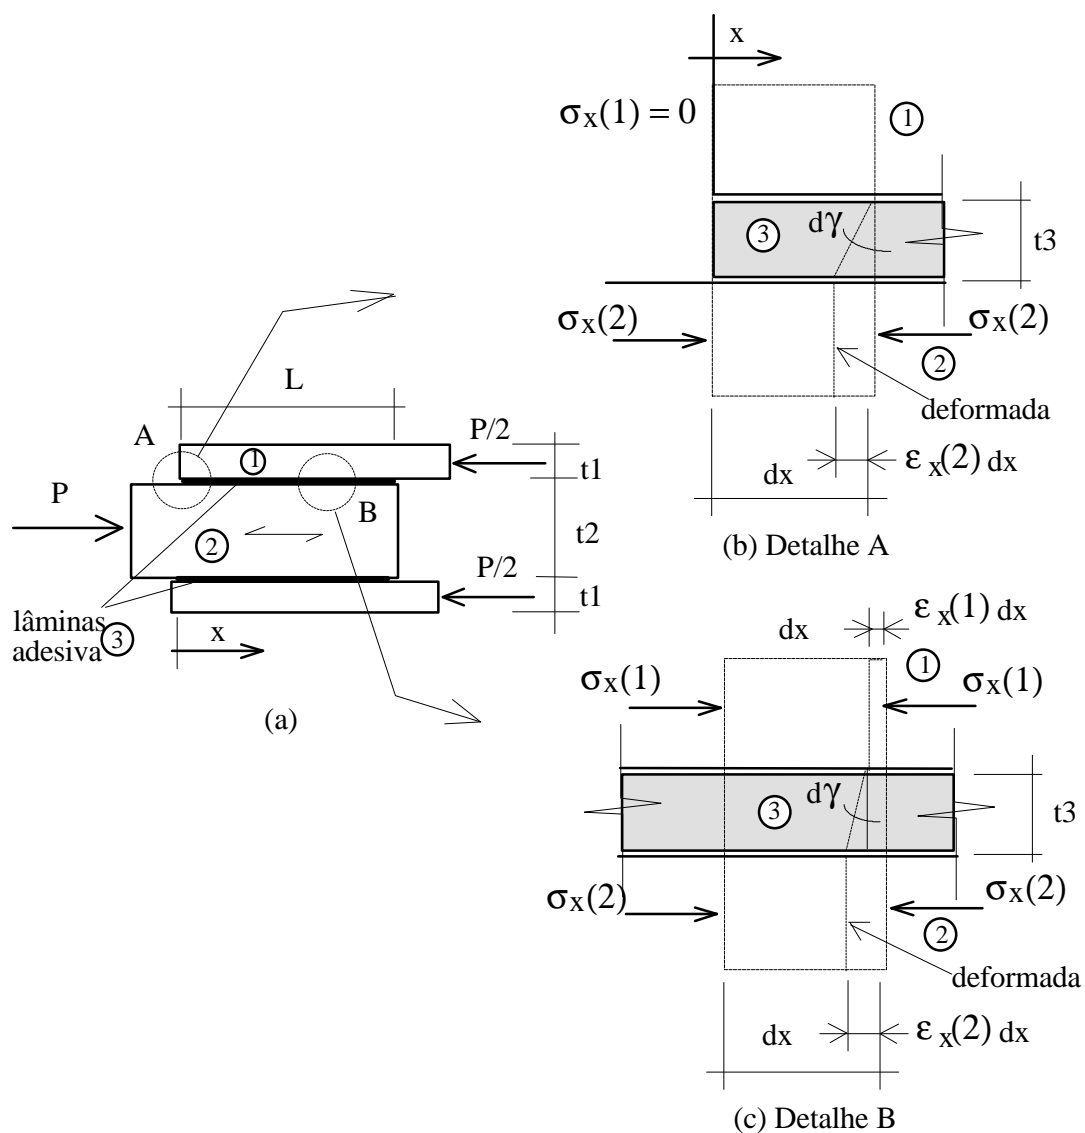 A
L
1
P/2
t1
P
B
2
t2
P/2
t1
lâminas
adesiva 3
x
(a)
x
σx(1) = 0
1
3
dγ
t3
σx(2)
σx(2)
2
deformada
dx
εx(2) dx
(b) Detalhe A
dx
εx(1) dx
1
σx(1)
σx(1)
3
dγ
t3
σx(2)
σx(2)
2
deformada
dx
εx(2) dx
(c) Detalhe B